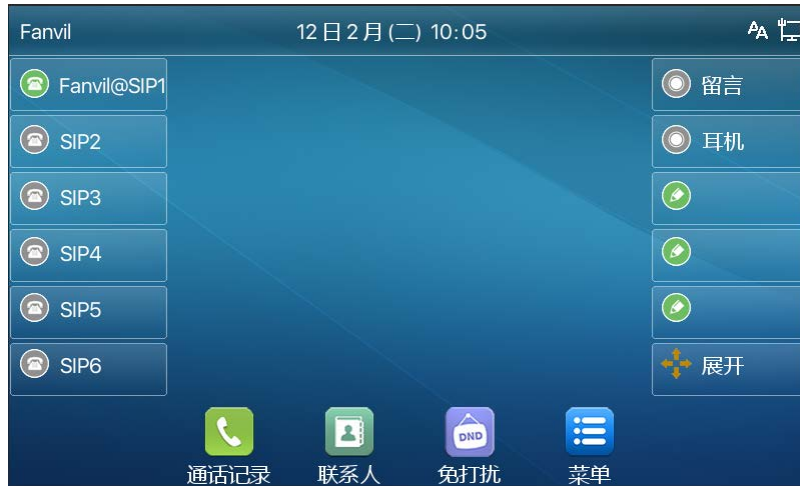 Fanvil 12日2月(二) 10:05 AA
Fanvil@SIP1 留言
SIP2 耳机
SIP3
SIP4
SIP5
SIP6 展开
DND
通话记录 联系人 免打扰 菜单